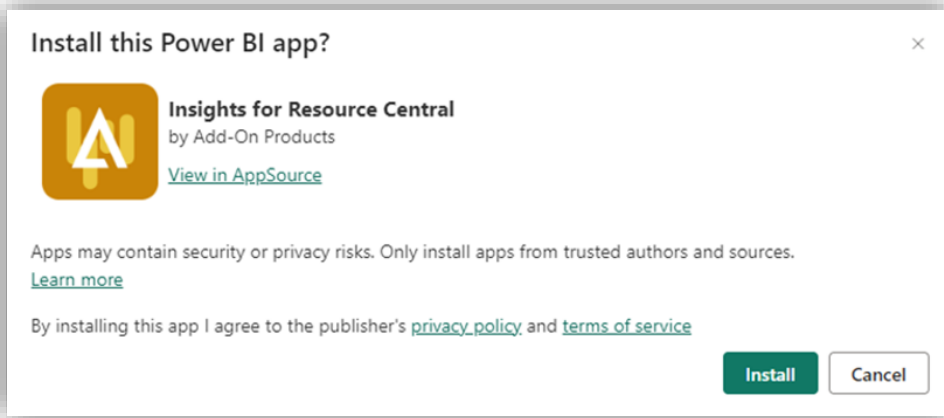 Install this Power BI app?
Insights for Resource Central
by Add-On Products
View in AppSource
Apps may contain security or privacy risks. Only install apps from trusted authors and sources.
Learn more
By installing this app I agree to the publisher's privacy policy and terms of service
Install Cancel